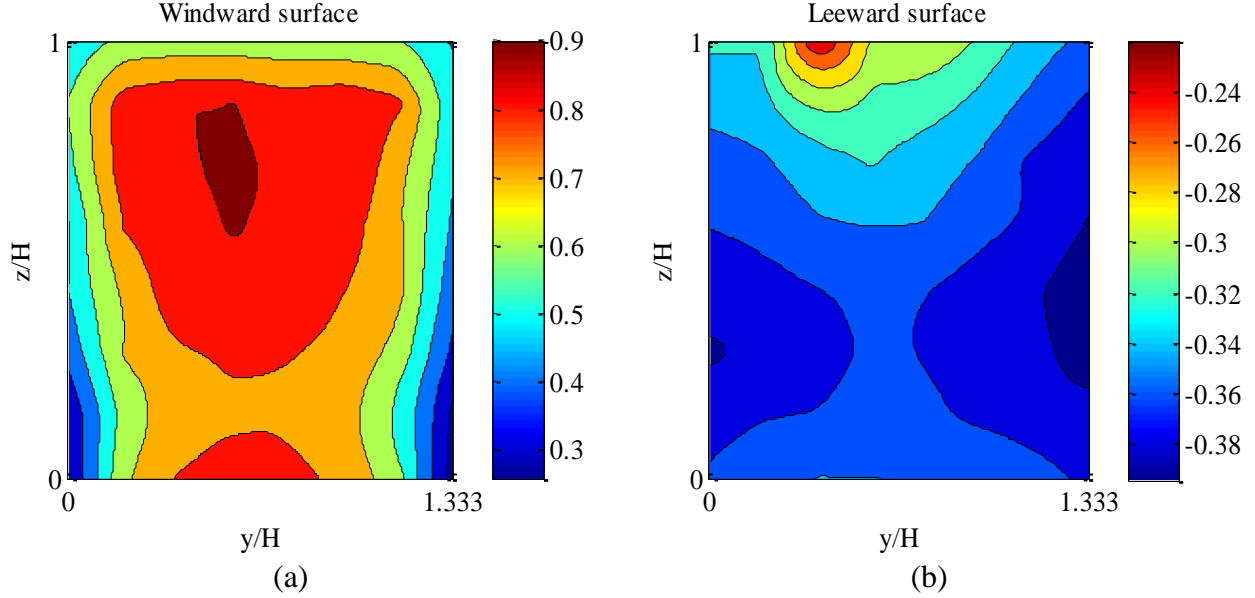 Windward surface
1
z/H
0
0
1.333
y/H
(a)
0.9
0.8
0.7
0.6
0.5
0.4
0.3
Leeward surface
1
z/H
0
0
1.333
y/H
(b)
-0.24
-0.26
-0.28
-0.3
-0.32
-0.34
-0.36
-0.38